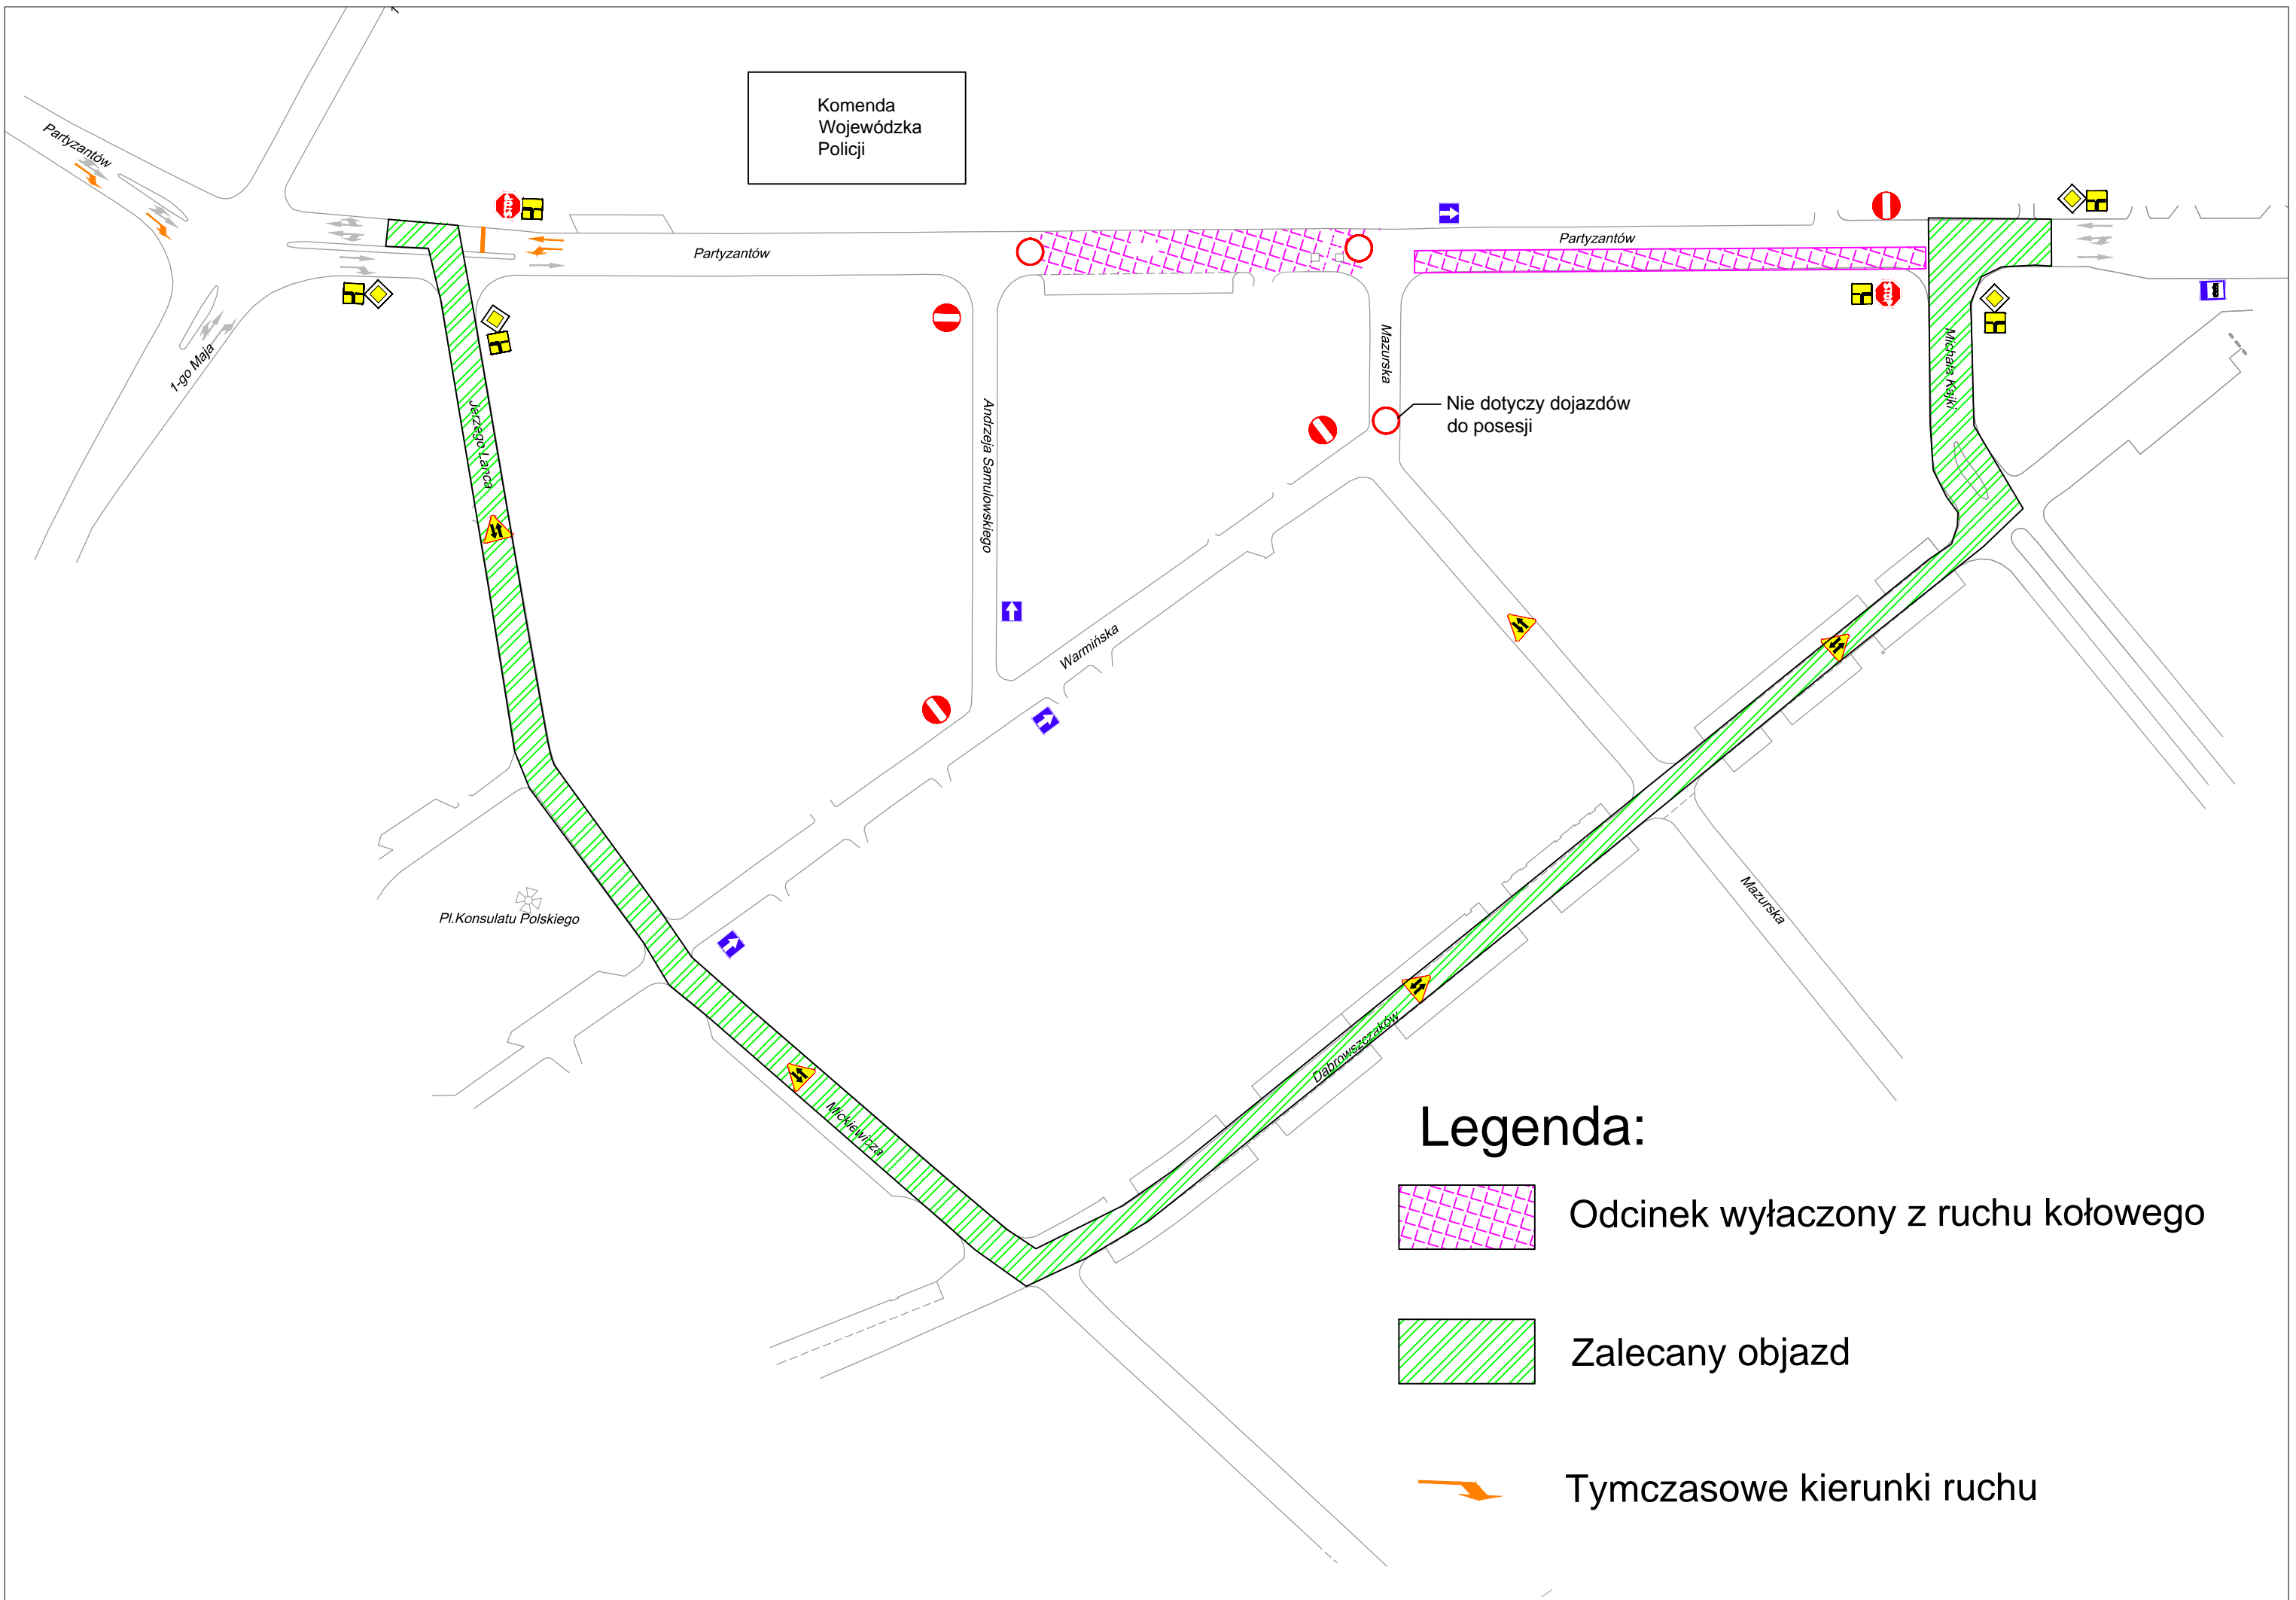 Komenda
Wojewódzka
Policji
Partyzantów
STOP
Partyzantów
Partyzantów
STOP
1-go Maja
Jerzego Lanca
Andrzeja Samulowskiego
Mazurska
Nie dotyczy dojazdów
do posesji
Michała Kajki
Warmińska
Pl.Konsulatu Polskiego
Mazurska
Dąbrowszczaków
Mickiewicza
Legenda:
Odcinek wyłaczony z ruchu kołowego
Zalecany objazd
Tymczasowe kierunki ruchu